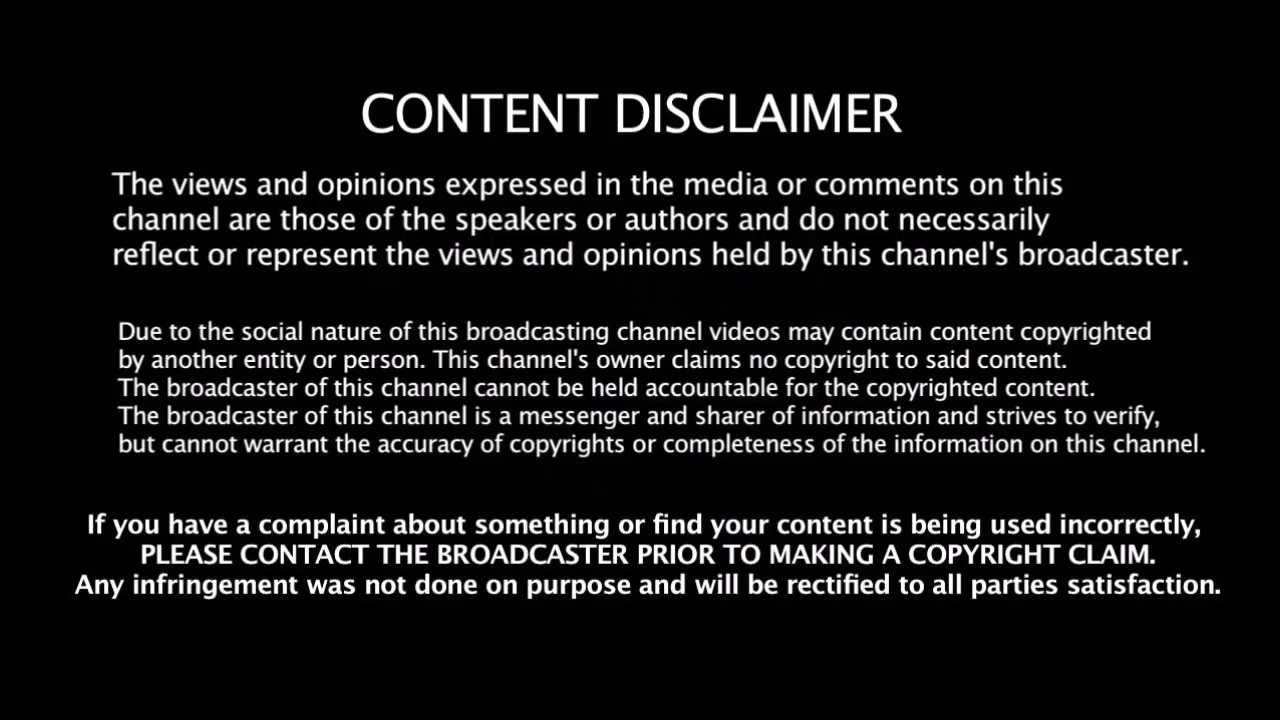 CONTENT DISCLAIMER
The views and opinions expressed in the media or comments on this
channel are those of the speakers or authors and do not necessarily
reflect or represent the views and opinions held by this channel's broadcaster.
Due to the social nature of this broadcasting channel videos may contain content copyrighted
by another entity or person. This channel's owner claims no copyright to said content.
The broadcaster of this channel cannot be held accountable for the copyrighted content.
The broadcaster of this channel is a messenger and sharer of information and strives to verify,
but cannot warrant the accuracy of copyrights or completeness of the information on this channel.
If you have a complaint about something or find your content is being used incorrectly,
PLEASE CONTACT THE BROADCASTER PRIOR TO MAKING A COPYRIGHT CLAIM.
Any infringement was not done on purpose and will be rectified to all parties satisfaction.